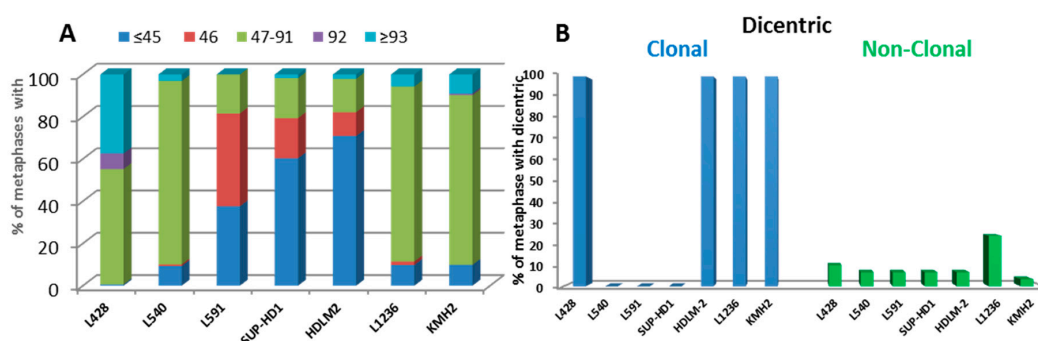 A
≤45 46 47-91 92 ≥93
% of metaphases with
100
80
60
40
20
0
L428 L540 L591 SUP-HD1 HDLM2 L1236 KMH2
B
Dicentric
Clonal Non-Clonal
% of metaphase with dicentric
100
90
80
70
60
50
40
30
20
10
0
L428 L540 L591 SUP-HD1 HDLM-2 L1236 KMH2 L428 L540 L591 SUP-HD1 HDLM-2 L1236 KMH2